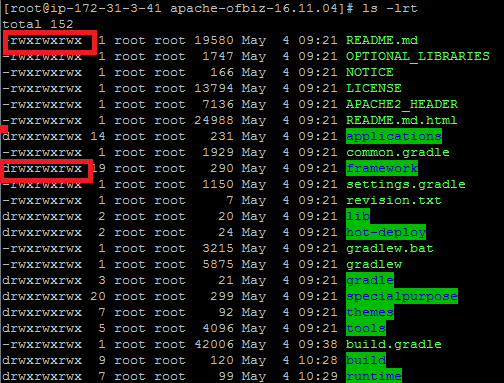 [root@ip-172-31-3-41 apache-ofbiz-16.11.04]# ls -lrt
total 152
-rwxrwxrwx 1 root root 19580 May 4 09:21 README.md
-rwxrwxrwx 1 root root 1747 May 4 09:21 OPTIONAL_LIBRARIES
-rwxrwxrwx 1 root root 166 May 4 09:21 NOTICE
-rwxrwxrwx 1 root root 13794 May 4 09:21 LICENSE
-rwxrwxrwx 1 root root 7136 May 4 09:21 APACHE2_HEADER
-rwxrwxrwx 1 root root 24988 May 4 09:21 README.md.html
drwxrwxrwx 14 root root 231 May 4 09:21 applications
-rwxrwxrwx 1 root root 1929 May 4 09:21 common.gradle
drwxrwxrwx 19 root root 290 May 4 09:21 framework
-rwxrwxrwx 1 root root 1150 May 4 09:21 settings.gradle
-rwxrwxrwx 1 root root 7 May 4 09:21 revision.txt
drwxrwxrwx 2 root root 20 May 4 09:21 lib
drwxrwxrwx 2 root root 24 May 4 09:21 hot-deploy
-rwxrwxrwx 1 root root 3215 May 4 09:21 gradlew.bat
-rwxrwxrwx 1 root root 5875 May 4 09:21 gradlew
drwxrwxrwx 3 root root 21 May 4 09:21 gradle
drwxrwxrwx 20 root root 299 May 4 09:21 specialpurpose
drwxrwxrwx 7 root root 92 May 4 09:21 themes
drwxrwxrwx 5 root root 4096 May 4 09:21 tools
-rwxrwxrwx 1 root root 42006 May 4 09:38 build.gradle
drwxrwxrwx 9 root root 120 May 4 10:28 build
drwxrwxrwx 7 root root 99 May 4 10:29 runtime